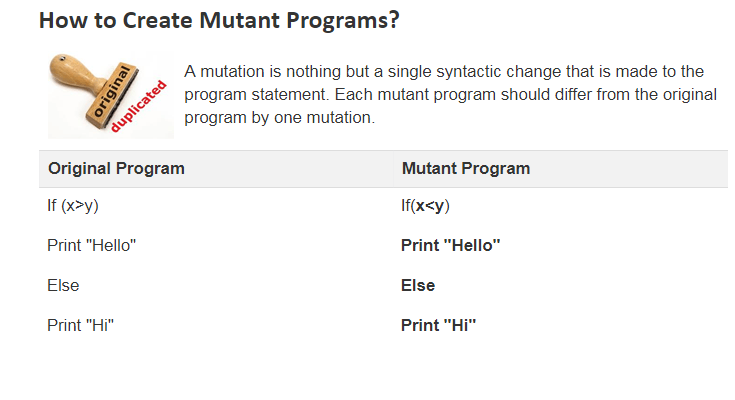 How to Create Mutant Programs?
original
duplicated
A mutation is nothing but a single syntactic change that is made to the
program statement. Each mutant program should differ from the original
program by one mutation.
Original Program Mutant Program
If (x>y) If(x<y)
Print "Hello" Print "Hello"
Else Else
Print "Hi" Print "Hi"